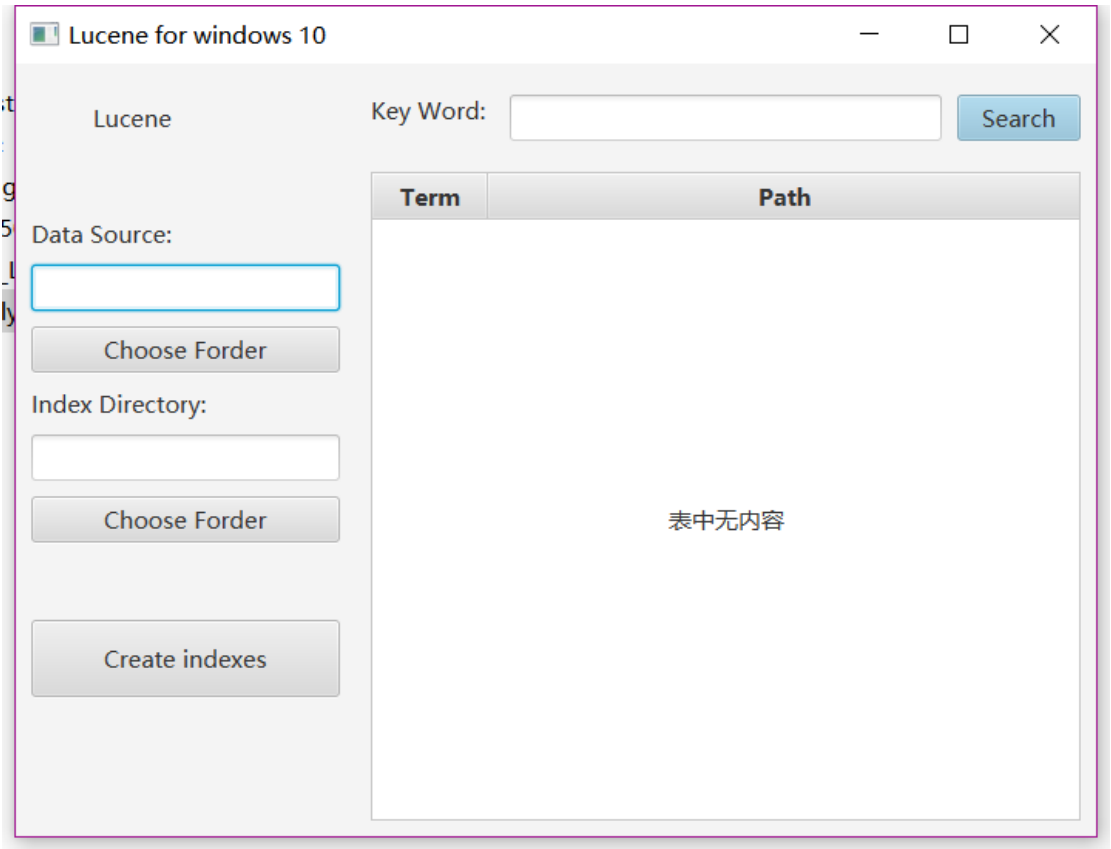 Lucene for windows 10
Lucene
Key Word:
Search
Data Source:
Choose Forder
Index Directory:
Choose Forder
Create indexes
Term Path
表中无内容